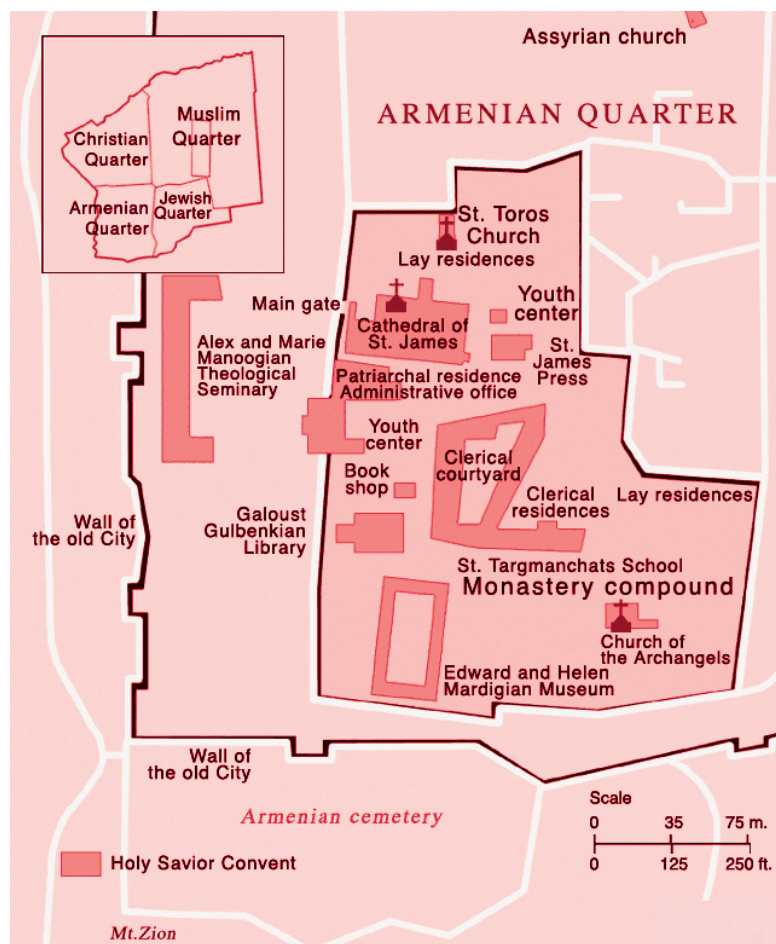 Assyrian church
ARMENIAN QUARTER
Muslim
Quarter
Christian
Quarter
Armenian
Quarter
Jewish
Quarter
St. Toros
Church
Lay residences
Main gate
Youth
center
Cathedral of
St. James
Alex and Marie
Manoogian
Theological
Seminary
St.
James
Press
Patriarchal residence
Administrative office
Youth
center
Clerical
courtyard
Book
shop
Clerical
residences
Lay residences
Wall of
the old City
Galoust
Gulbenkian
Library
St. Targmanchats School
Monastery compound
Church of
the Archangels
Edward and Helen
Mardigian Museum
Wall of
the old City
Armenian cemetery
Scale
0 35 75 m.
0 125 250 ft.
Holy Savior Convent
Mt.Zion